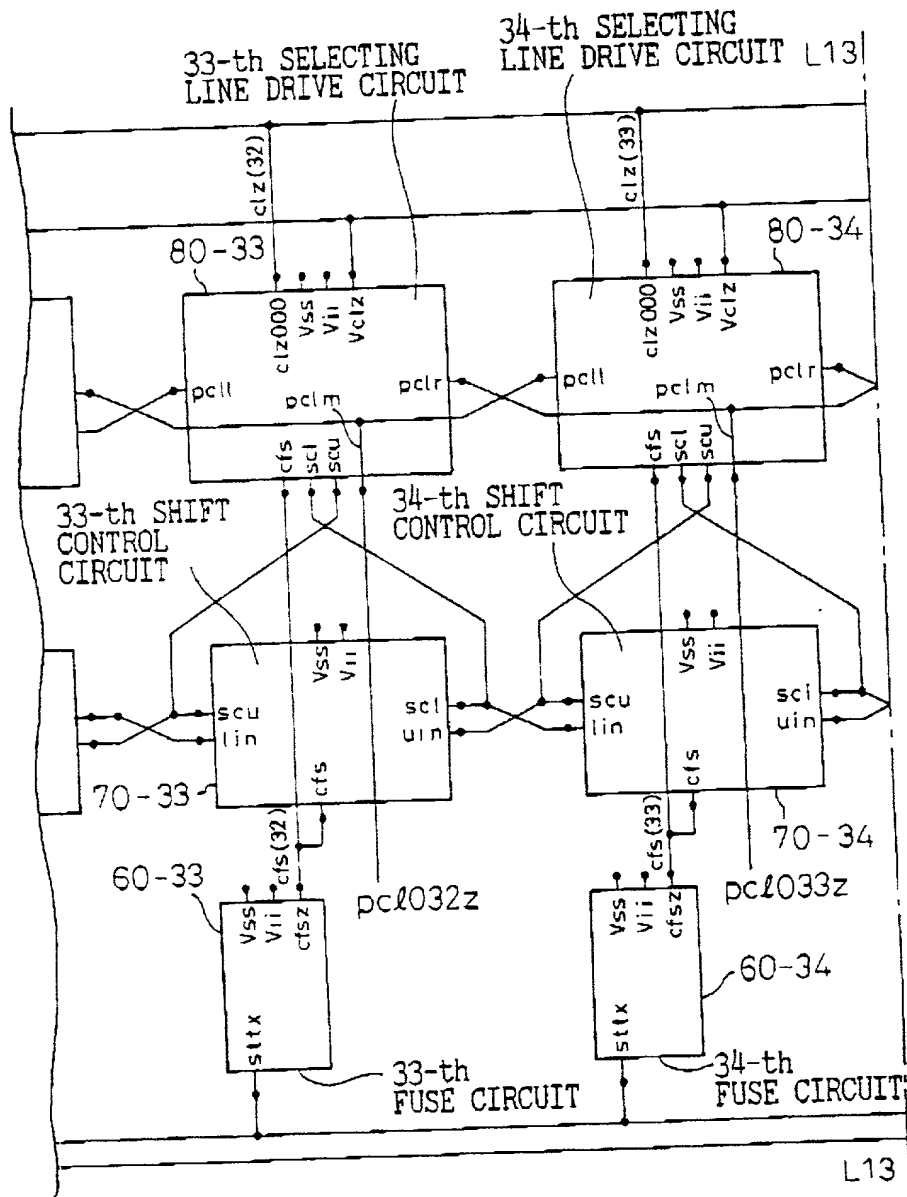 33-th SELECTING
LINE DRIVE CIRCUIT
34-th SELECTING
LINE DRIVE CIRCUIT
L13
clz(32)
clz(33)
80-33
80-34
clz000
Vss
Vii
Vclz
clz000
Vss
Vii
Vclz
pcll
pclm
pclr
pcll
pclm
pclr
cfs
scl
scu
cfs
scl
scu
33-th SHIFT
CONTROL
CIRCUIT
34-th SHIFT
CONTROL CIRCUIT
Vss
Vii
Vss
Vii
scu
lin
scl
uin
scu
lin
scl
uin
cfs
cfs
70-33
70-34
cfs(32)
cfs(33)
60-33
pcl032z
pcl033z
Vss
Vii
cfsz
Vss
Vii
cfsz
60-34
sttx
sttx
33-th
FUSE CIRCUIT
34-th
FUSE CIRCUIT
L13